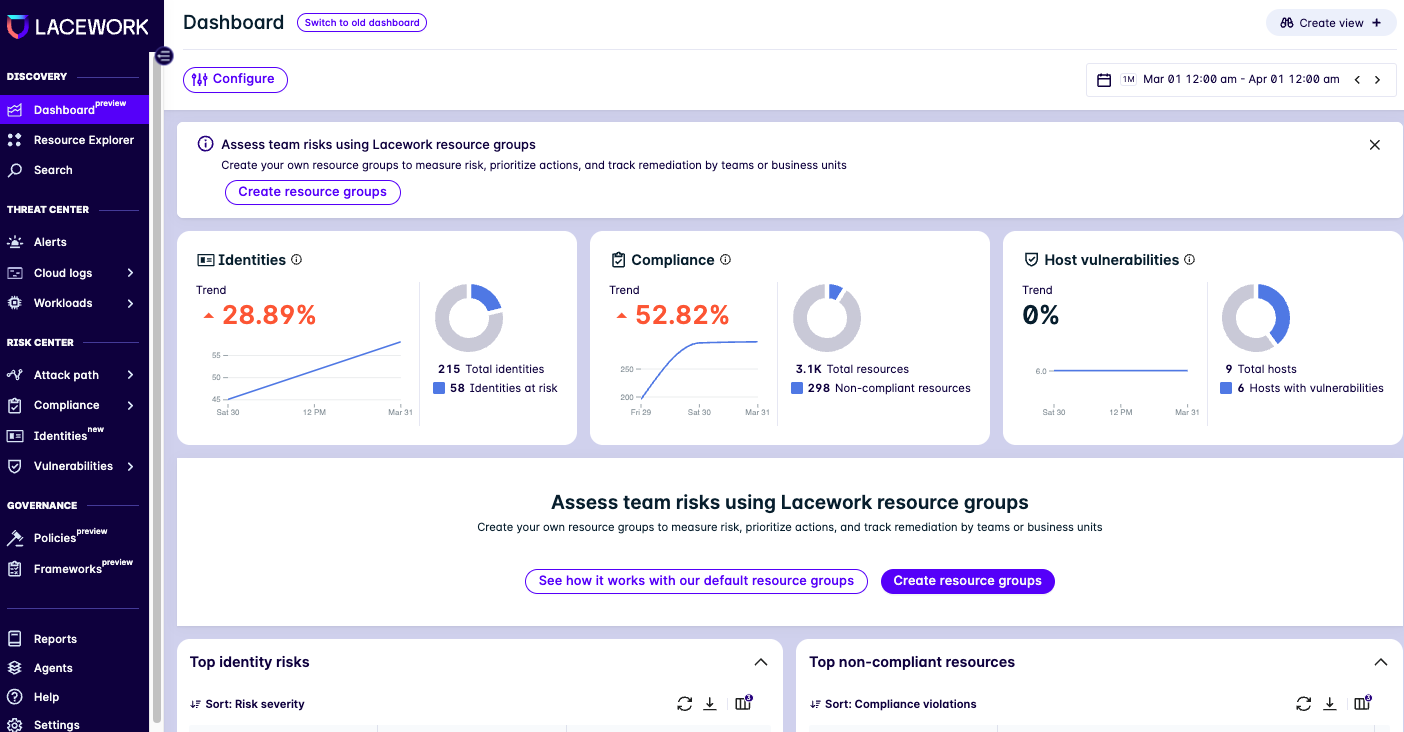 LACEWORK
DISCOVERY
Dashboard preview
Resource Explorer
Search
THREAT CENTER
Alerts
Cloud logs
Workloads
RISK CENTER
Attack path
Compliance
Identities new
Vulnerabilities
GOVERNANCE
Policies preview
Frameworks preview
Reports
Agents
Help
Settings
Dashboard
Switch to old dashboard
Create view +
Configure
1M Mar 01 12:00 am - Apr 01 12:00 am
Assess team risks using Lacework resource groups
Create your own resource groups to measure risk, prioritize actions, and track remediation by teams or business units
Create resource groups
Identities
Trend
28.89%
55
50
45
Sat 30 12 PM Mar 31
215 Total identities
58 Identities at risk
Compliance
Trend
52.82%
250
200
Fri 29 Sat 30 Mar 31
3.1K Total resources
298 Non-compliant resources
Host vulnerabilities
Trend
0%
6.0
Sat 30 12 PM Mar 31
9 Total hosts
6 Hosts with vulnerabilities
Assess team risks using Lacework resource groups
Create your own resource groups to measure risk, prioritize actions, and track remediation by teams or business units
See how it works with our default resource groups
Create resource groups
Top identity risks
Sort: Risk severity
3
Top non-compliant resources
Sort: Compliance violations
3